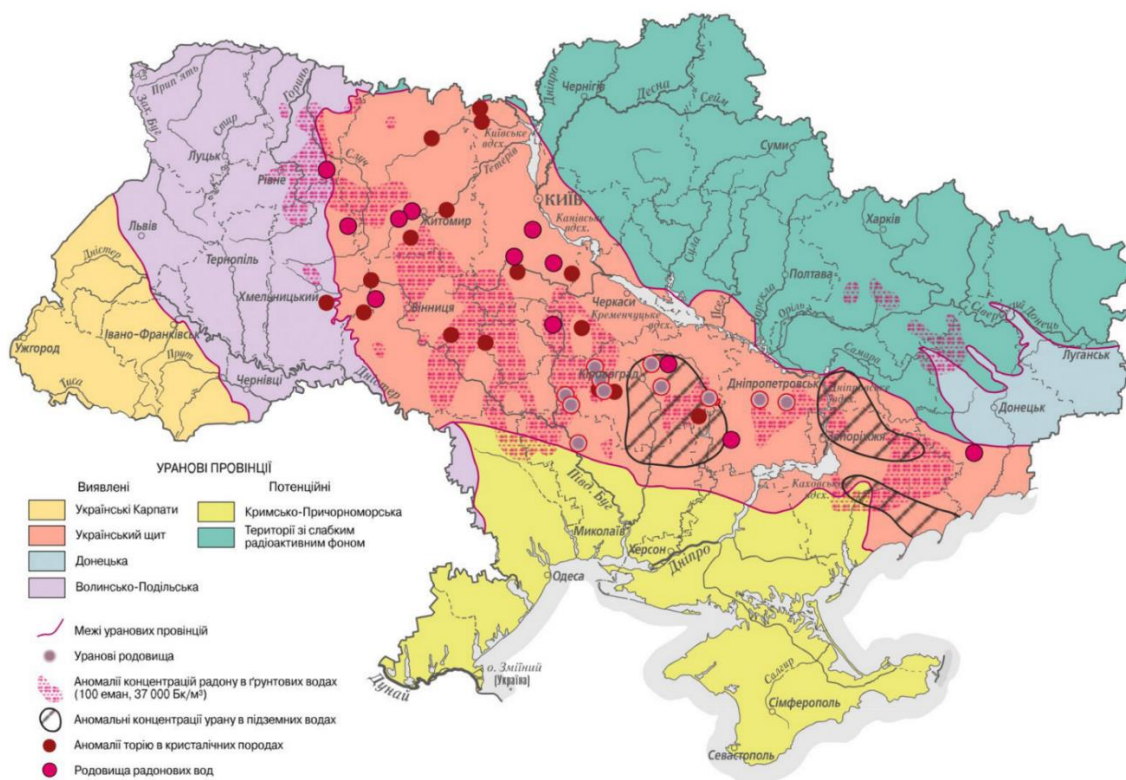 Прип'ять
Зах. Буг
Стир
Горинь
Луцьк
Рівне
Случ
Київське
вдсх.
Тетерів
Дніпро
Чернігів
Десна
Сейм
Суми
КИЇВ
Житомир
Канівське
вдсх.
Сула
Харків
Полтава
Львів
Дністер
Тернопіль
Хмельницький
Вінниця
Черкаси
Кременчуцьке
вдсх.
Псел
Ворскла
Оріль
Сіверський Донець
Самара
Луганськ
Ужгород
Івано-Франківськ
Прут
Тиса
Чернівці
Дністер
Кіровоград
Дніпропетровськ
Дніпровське
вдсх.
Донецьк
Запоріжжя
Каховське
вдсх.
Півд. Буг
Миколаїв
Херсон
Дніпро
Одеса
о. Зміїний
[Україна]
Дунай
Салгир
Сімферополь
Севастополь
УРАНОВІ ПРОВІНЦІЇ
Виявлені
Потенційні
Українські Карпати
Кримсько-Причорноморська
Український щит
Території зі слабким
радіоактивним фоном
Донецька
Волинсько-Подільська
Межі уранових провінцій
Уранові родовища
Аномалії концентрацій радону в ґрунтових водах
(100 еман, 37 000 Бк/м³)
Аномальні концентрації урану в підземних водах
Аномалії торію в кристалічних породах
Родовища радонових вод